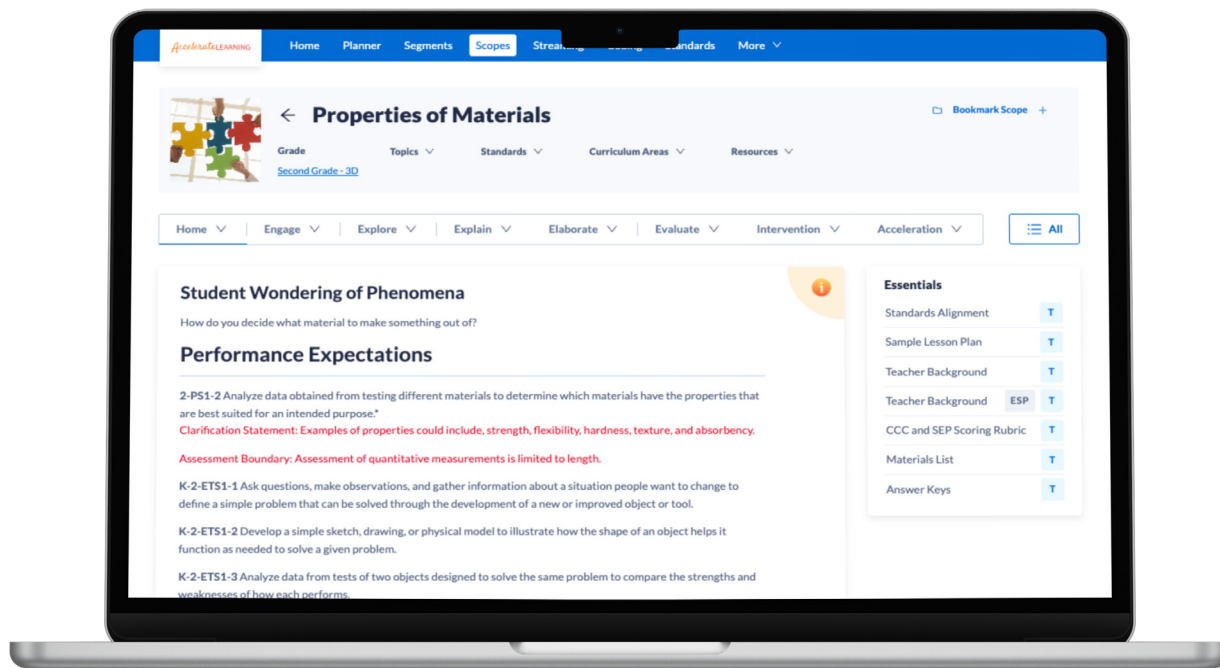 AccelerateLEARNING
Home Planner Segments Scopes Streaming Standards More
Properties of Materials
Bookmark Scope +
Grade Topics Standards Curriculum Areas Resources
Second Grade - 3D
Home Engage Explore Explain Elaborate Evaluate Intervention Acceleration All
Student Wondering of Phenomena
How do you decide what material to make something out of?
Performance Expectations
2-PS1-2 Analyze data obtained from testing different materials to determine which materials have the properties that
are best suited for an intended purpose.*
Clarification Statement: Examples of properties could include, strength, flexibility, hardness, texture, and absorbency.
Assessment Boundary: Assessment of quantitative measurements is limited to length.
K-2-ETS1-1 Ask questions, make observations, and gather information about a situation people want to change to
define a simple problem that can be solved through the development of a new or improved object or tool.
K-2-ETS1-2 Develop a simple sketch, drawing, or physical model to illustrate how the shape of an object helps it
function as needed to solve a given problem.
K-2-ETS1-3 Analyze data from tests of two objects designed to solve the same problem to compare the strengths and
weaknesses of how each performs.
Essentials
Standards Alignment T
Sample Lesson Plan T
Teacher Background T
Teacher Background ESP T
CCC and SEP Scoring Rubric T
Materials List T
Answer Keys T